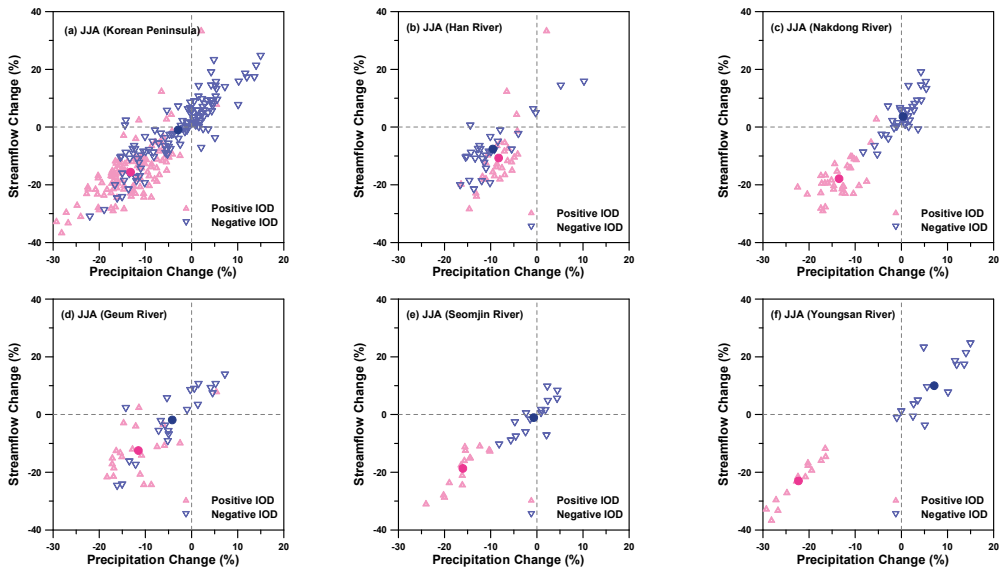 (a) JJA (Korean Peninsula)
Streamflow Change (%)
40
20
0
-20
-40
-30
-20
-10
0
10
20
Precipitation Change (%)
Positive IOD
Negative IOD
(b) JJA (Han River)
Streamflow Change (%)
40
20
0
-20
-40
-30
-20
-10
0
10
20
Precipitation Change (%)
Positive IOD
Negative IOD
(c) JJA (Nakdong River)
Streamflow Change (%)
40
20
0
-20
-40
-30
-20
-10
0
10
20
Precipitation Change (%)
Positive IOD
Negative IOD
(d) JJA (Geum River)
Streamflow Change (%)
40
20
0
-20
-40
-30
-20
-10
0
10
20
Precipitation Change (%)
Positive IOD
Negative IOD
(e) JJA (Seomjin River)
Streamflow Change (%)
40
20
0
-20
-40
-30
-20
-10
0
10
20
Precipitation Change (%)
Positive IOD
Negative IOD
(f) JJA (Youngsan River)
Streamflow Change (%)
40
20
0
-20
-40
-30
-20
-10
0
10
20
Precipitation Change (%)
Positive IOD
Negative IOD